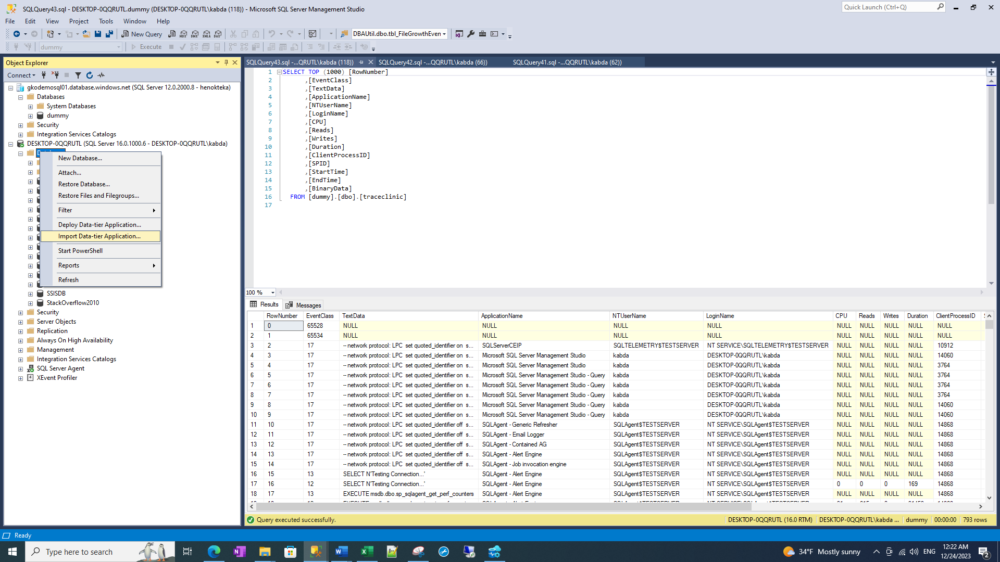 SQLQuery43.sql - DESKTOP-0QQRUTL.dummy (DESKTOP-0QQRUTL\kabda (118)) - Microsoft SQL Server Management Studio
Quick Launch (Ctrl+Q)
File Edit View Project Tools Window Help
New Query MDX DMX XMLA DAX DBAUtil.dbo.tbl_FileGrowthEven
dummy Execute
Object Explorer
Connect
gkodemosql01.database.windows.net (SQL Server 12.0.2000.8 - henokteka)
Databases
System Databases
dummy
Security
Integration Services Catalogs
DESKTOP-0QQRUTL (SQL Server 16.0.1000.6 - DESKTOP-0QQRUTL\kabda)
New Database...
Attach...
Restore Database...
Restore Files and Filegroups...
Filter
Deploy Data-tier Application...
Import Data-tier Application...
Start PowerShell
Reports
Refresh
SSISDB
StackOverflow2010
Security
Server Objects
Replication
Always On High Availability
Management
Integration Services Catalogs
SQL Server Agent
XEvent Profiler
SQLQuery43.sql -...QQRUTL\kabda (118)) SQLQuery42.sql -...QQRUTL\kabda (66)) SQLQuery41.sql -...QQRUTL\kabda (62))
1 SELECT TOP (1000) [RowNumber]
2 ,[EventClass]
3 ,[TextData]
4 ,[ApplicationName]
5 ,[NTUserName]
6 ,[LoginName]
7 ,[CPU]
8 ,[Reads]
9 ,[Writes]
10 ,[Duration]
11 ,[ClientProcessID]
12 ,[SPID]
13 ,[StartTime]
14 ,[EndTime]
15 ,[BinaryData]
16 FROM [dummy].[dbo].[traceclinic]
17
100 %
Results Messages
RowNumber EventClass TextData ApplicationName NTUserName LoginName CPU Reads Writes Duration ClientProcessID
1 0 65528 NULL NULL NULL NULL NULL NULL NULL NULL NULL
2 1 65534 NULL NULL NULL NULL NULL NULL NULL NULL NULL
3 2 17 -- network protocol: LPC set quoted_identifier on s... SQLServerCEIP SQLTELEMETRY$TESTSERVER NT SERVICE\SQLTELEMETRY$TESTSERVER NULL NULL NULL NULL 10912
4 3 17 -- network protocol: LPC set quoted_identifier on s... Microsoft SQL Server Management Studio kabda DESKTOP-0QQRUTL\kabda NULL NULL NULL NULL 14060
5 4 17 -- network protocol: LPC set quoted_identifier on s... Microsoft SQL Server Management Studio kabda DESKTOP-0QQRUTL\kabda NULL NULL NULL NULL 3764
6 5 17 -- network protocol: LPC set quoted_identifier on s... Microsoft SQL Server Management Studio - Query kabda DESKTOP-0QQRUTL\kabda NULL NULL NULL NULL 3764
7 6 17 -- network protocol: LPC set quoted_identifier on s... Microsoft SQL Server Management Studio - Query kabda DESKTOP-0QQRUTL\kabda NULL NULL NULL NULL 3764
8 7 17 -- network protocol: LPC set quoted_identifier on s... Microsoft SQL Server Management Studio - Query kabda DESKTOP-0QQRUTL\kabda NULL NULL NULL NULL 3764
9 8 17 -- network protocol: LPC set quoted_identifier on s... Microsoft SQL Server Management Studio - Query kabda DESKTOP-0QQRUTL\kabda NULL NULL NULL NULL 14060
10 9 17 -- network protocol: LPC set quoted_identifier on s... Microsoft SQL Server Management Studio - Query kabda DESKTOP-0QQRUTL\kabda NULL NULL NULL NULL 14060
11 10 17 -- network protocol: LPC set quoted_identifier off s... SQLAgent - Generic Refresher SQLAgent$TESTSERVER NT SERVICE\SQLAgent$TESTSERVER NULL NULL NULL NULL 14868
12 11 17 -- network protocol: LPC set quoted_identifier off s... SQLAgent - Email Logger SQLAgent$TESTSERVER NT SERVICE\SQLAgent$TESTSERVER NULL NULL NULL NULL 14868
13 12 17 -- network protocol: LPC set quoted_identifier off s... SQLAgent - Contained AG SQLAgent$TESTSERVER NT SERVICE\SQLAgent$TESTSERVER NULL NULL NULL NULL 14868
14 13 17 -- network protocol: LPC set quoted_identifier off s... SQLAgent - Alert Engine SQLAgent$TESTSERVER NT SERVICE\SQLAgent$TESTSERVER NULL NULL NULL NULL 14868
15 14 17 -- network protocol: LPC set quoted_identifier off s... SQLAgent - Job invocation engine SQLAgent$TESTSERVER NT SERVICE\SQLAgent$TESTSERVER NULL NULL NULL NULL 14868
16 15 13 SELECT N'Testing Connection...' SQLAgent - Alert Engine SQLAgent$TESTSERVER NT SERVICE\SQLAgent$TESTSERVER NULL NULL NULL NULL 14868
17 16 12 SELECT N'Testing Connection...' SQLAgent - Alert Engine SQLAgent$TESTSERVER NT SERVICE\SQLAgent$TESTSERVER 0 0 0 169 14868
18 17 13 EXECUTE msdb.dbo.sp_sqlagent_get_perf_counters SQLAgent - Alert Engine SQLAgent$TESTSERVER NT SERVICE\SQLAgent$TESTSERVER NULL NULL NULL NULL 14868
Query executed successfully. DESKTOP-0QQRUTL (16.0 RTM) DESKTOP-0QQRUTL\kabda ... dummy 00:00:00 793 rows
Ready
Type here to search
34°F Mostly sunny ENG 12:22 AM
12/24/2023 2